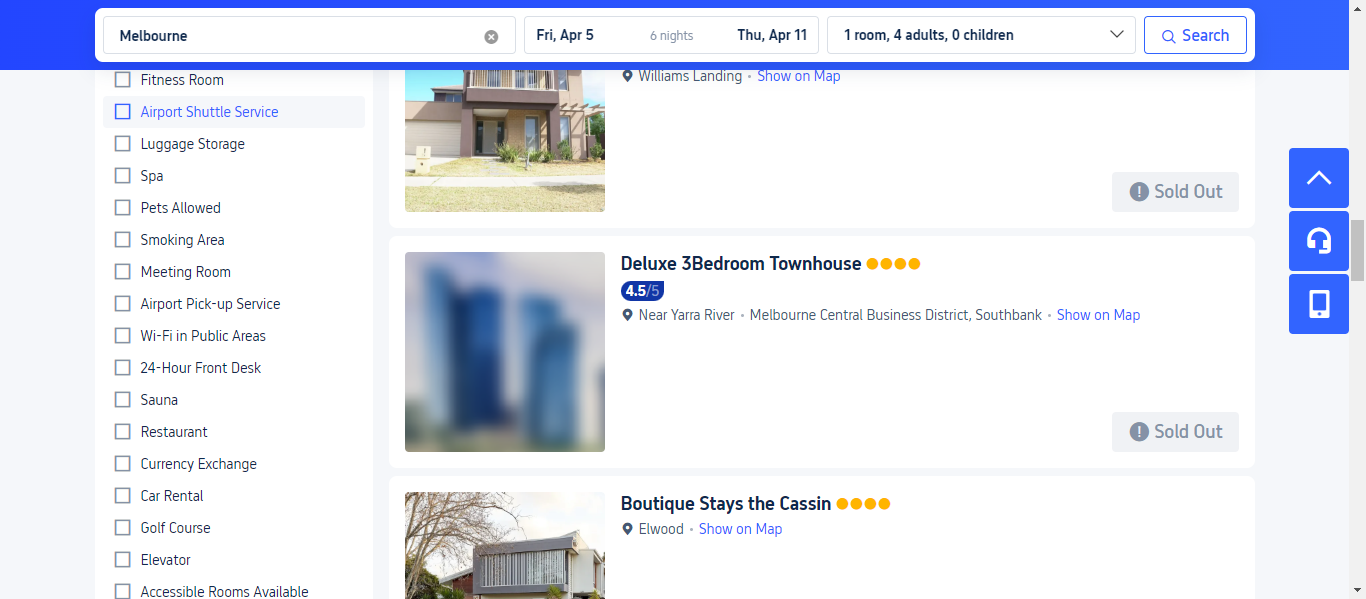 Melbourne
Fri, Apr 5
6 nights
Thu, Apr 11
1 room, 4 adults, 0 children
Search
Fitness Room
Airport Shuttle Service
Luggage Storage
Spa
Pets Allowed
Smoking Area
Meeting Room
Airport Pick-up Service
Wi-Fi in Public Areas
24-Hour Front Desk
Sauna
Restaurant
Currency Exchange
Car Rental
Golf Course
Elevator
Accessible Rooms Available
Williams Landing • Show on Map
Sold Out
Deluxe 3Bedroom Townhouse
4.5/5
Near Yarra River • Melbourne Central Business District, Southbank • Show on Map
Sold Out
Boutique Stays the Cassin
Elwood • Show on Map